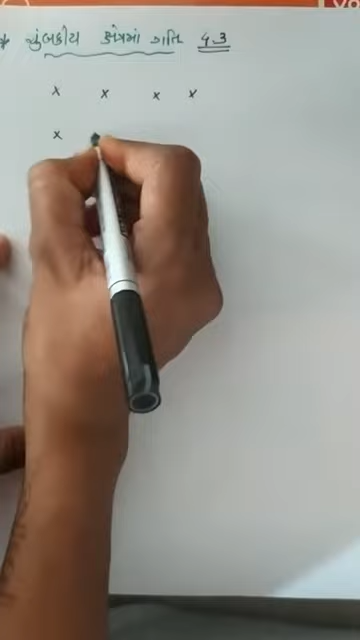 * ચુંબકીય ક્ષેત્રમાં ગતિ 4.3
x x x x
x